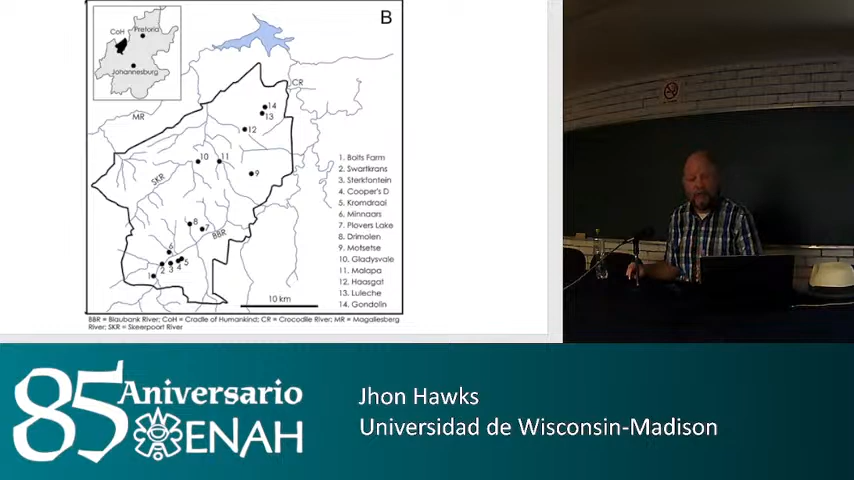 B
CoH
Pretoria
Johannesburg
CR
MR
14
13
12
10
11
9
SKR
8
7
BBR
6
5
1
2
3
4
1. Bolts Farm
2. Swartkrans
3. Sterkfontein
4. Cooper's D
5. Kromdraai
6. Minnaars
7. Plovers Lake
8. Drimolen
9. Motsetse
10. Gladysvale
11. Malapa
12. Haasgat
13. Luleche
14. Gondolin
10 km
BBR = Blaubank River; CoH = Cradle of Humankind; CR = Crocodile River; MR = Magaliesberg
River; SKR = Skeerpoort River
85 Aniversario
ENAH
Jhon Hawks
Universidad de Wisconsin-Madison